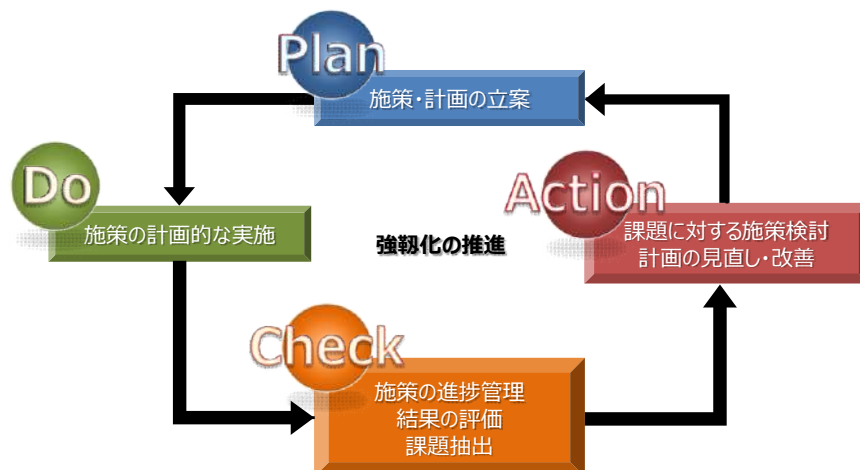 Plan
施策・計画の立案
Do
施策の計画的な実施
強靱化の推進
Action
課題に対する施策検討
計画の見直し・改善
Check
施策の進捗管理
結果の評価
課題抽出